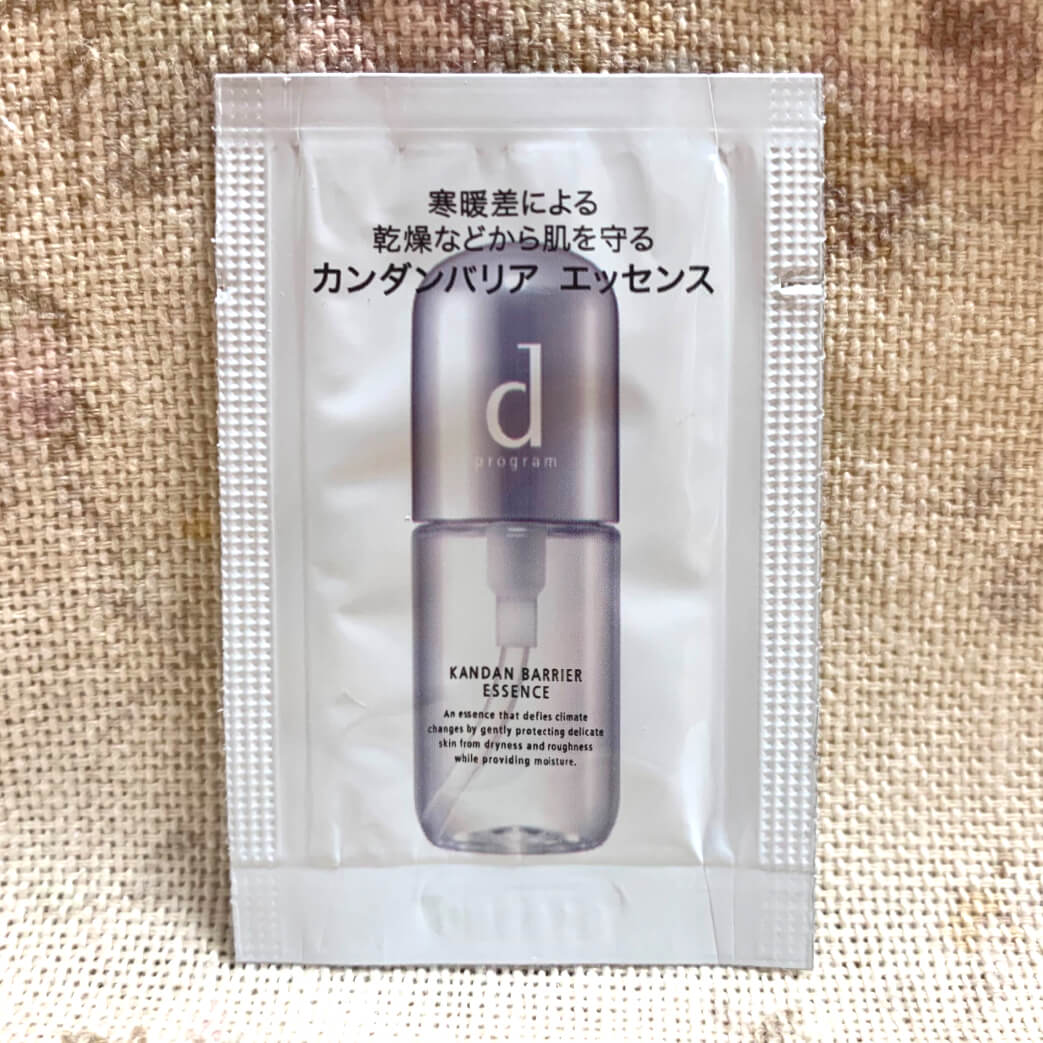 寒暖差による
乾燥などから肌を守る
カンダンバリア エッセンス
d
program
KANDAN BARRIER
ESSENCE
An essence that defies climate
changes by gently protecting delicate
skin from dryness and roughness
while providing moisture.